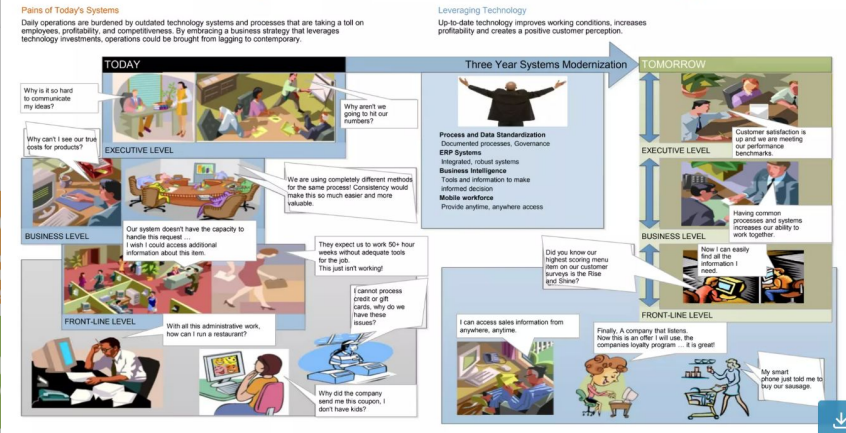 Pains of Today's Systems
Daily operations are burdened by outdated technology systems and processes that are taking a toll on
employees, profitability, and competitiveness. By embracing a business strategy that leverages
technology investments, operations could be brought from lagging to contemporary.
Leveraging Technology
Up-to-date technology improves working conditions, increases
profitability and creates a positive customer perception.
TODAY
Three Year Systems Modernization
TOMORROW
Why is it so hard
to communicate
my ideas?
Why aren't we
going to hit our
numbers?
EXECUTIVE LEVEL
Why can't I see our true
costs for products?
We are using completely different methods
for the same process! Consistency would
make this so much easier and more
valuable.
BUSINESS LEVEL
Our system doesn't have the capacity to
handle this request ...
I wish I could access additional
information about this item.
They expect us to work 50+ hour
weeks without adequate tools
for the job.
This just isn't working!
FRONT-LINE LEVEL
I cannot process
credit or gift
cards, why do we
have these
issues?
With all this administrative work,
how can I run a restaurant?
Why did the company
send me this coupon, I
don't have kids?
Process and Data Standardization
Documented processes, Governance
ERP Systems
Integrated, robust systems
Business Intelligence
Tools and information to make
informed decision
Mobile workforce
Provide anytime, anywhere access
Customer satisfaction is
up and we are meeting
our performance
benchmarks.
EXECUTIVE LEVEL
Having common
processes and systems
increases our ability to
work together.
BUSINESS LEVEL
Now I can easily
find all the
information I
need.
FRONT-LINE LEVEL
Did you know our
highest scoring menu
item on our customer
surveys is the Rise
and Shine?
I can access sales information from
anywhere, anytime.
Finally, A company that listens.
Now this is an offer I will use, the
companies loyalty program ... it is great!
My smart
phone just told me to
buy our sausage.